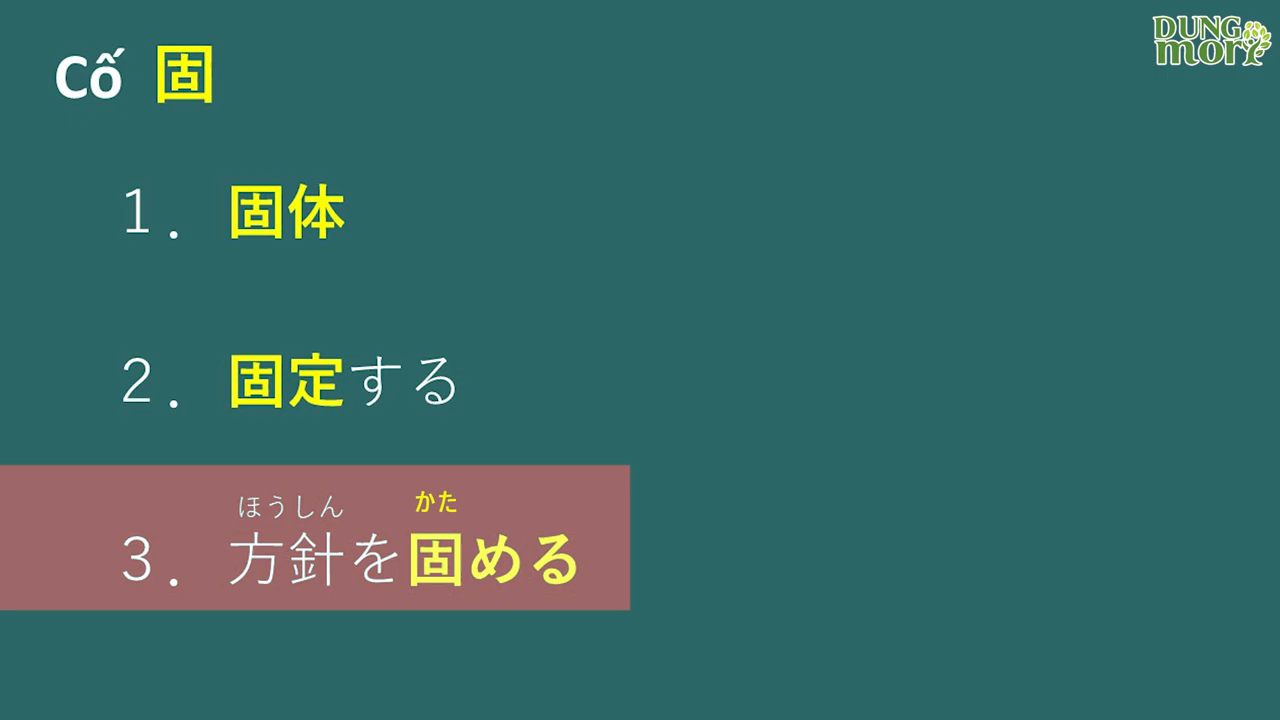 DUNG
mori
Cố 固
1. 固体
2. 固定する
ほうしん かた
3. 方針を固める